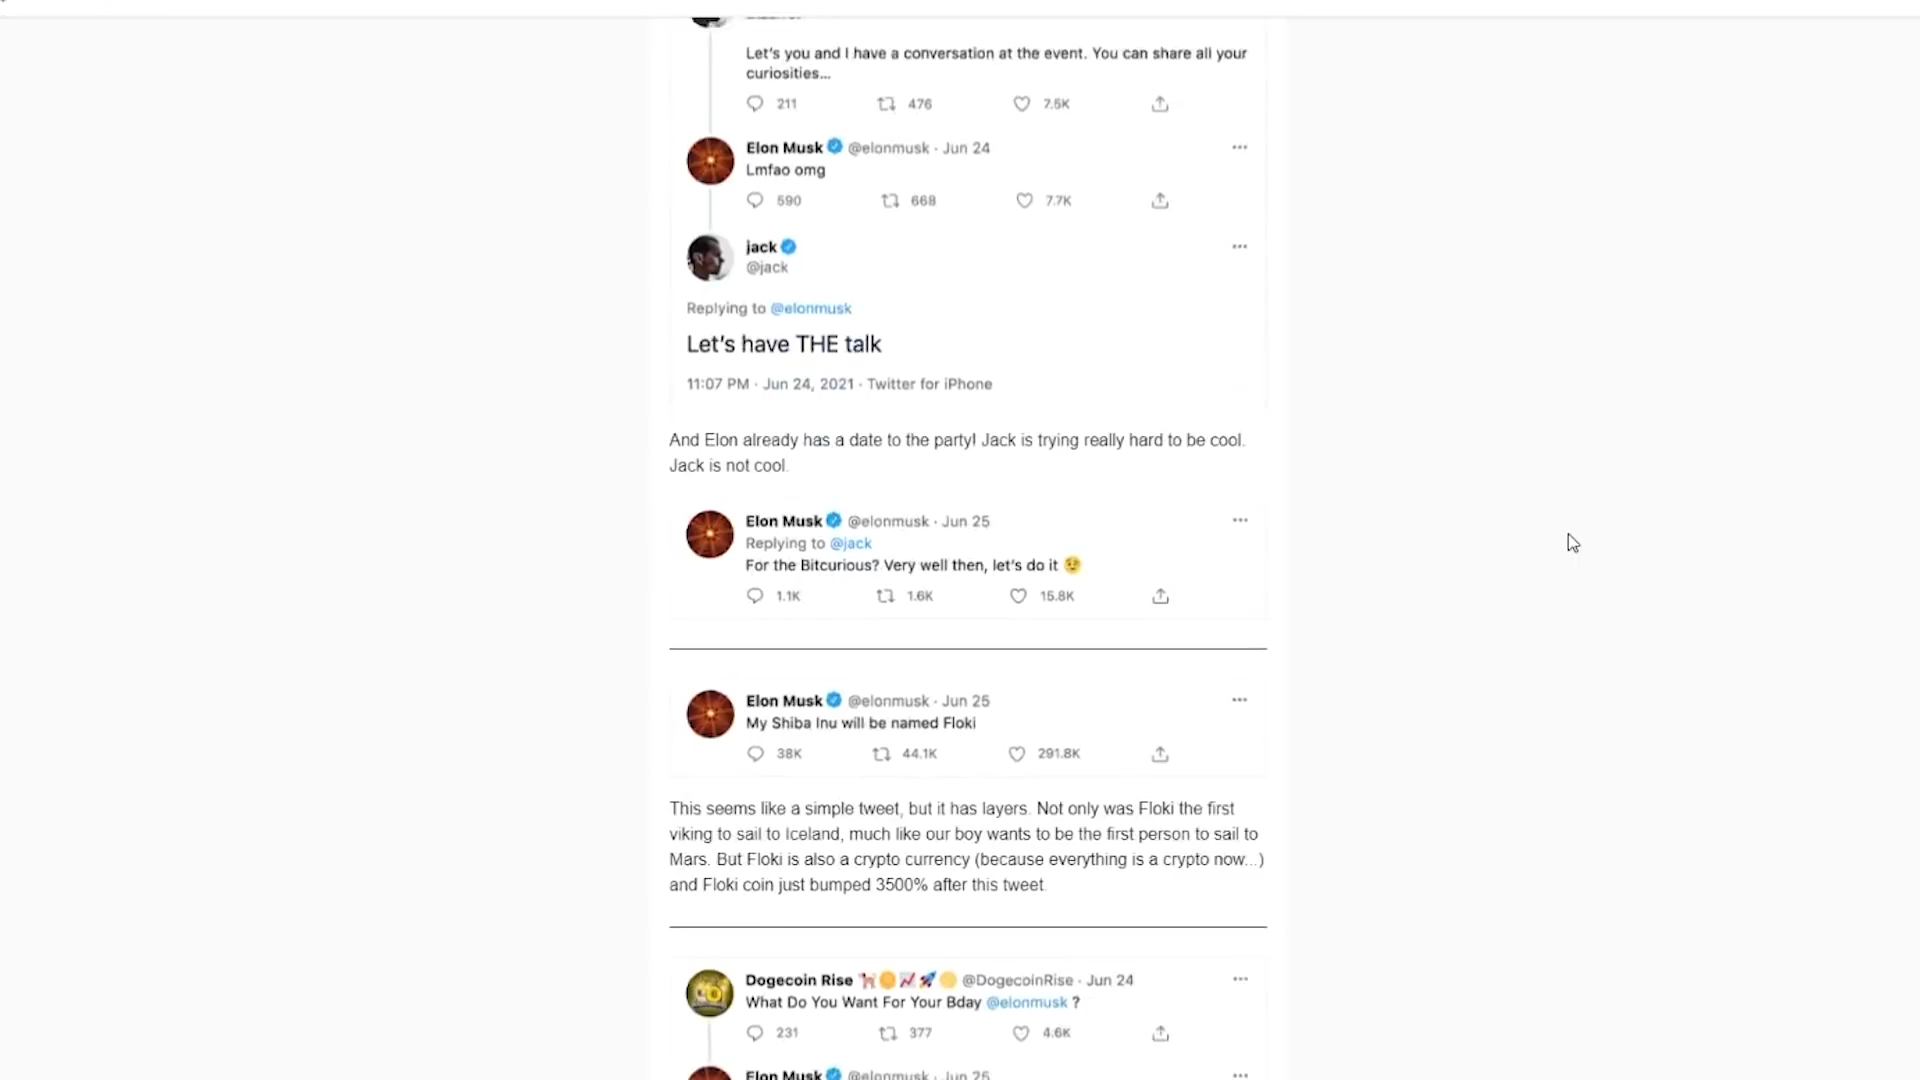 Let's you and I have a conversation at the event. You can share all your
curiosities...
211 476 7.5K
Elon Musk @elonmusk · Jun 24
Lmfao omg
590 668 7.7K
jack
@jack
Replying to @elonmusk
Let's have THE talk
11:07 PM · Jun 24, 2021 · Twitter for iPhone
And Elon already has a date to the party! Jack is trying really hard to be cool.
Jack is not cool.
Elon Musk @elonmusk · Jun 25
Replying to @jack
For the Bitcurious? Very well then, let's do it 🤨
1.1K 1.6K 15.8K
Elon Musk @elonmusk · Jun 25
My Shiba Inu will be named Floki
38K 44.1K 291.8K
This seems like a simple tweet, but it has layers. Not only was Floki the first
viking to sail to Iceland, much like our boy wants to be the first person to sail to
Mars. But Floki is also a crypto currency (because everything is a crypto now...)
and Floki coin just bumped 3500% after this tweet.
Dogecoin Rise 🐕🪙📈🚀🌕 @DogecoinRise · Jun 24
What Do You Want For Your Bday @elonmusk ?
231 377 4.6K
Elon Musk @elonmusk · Jun 25